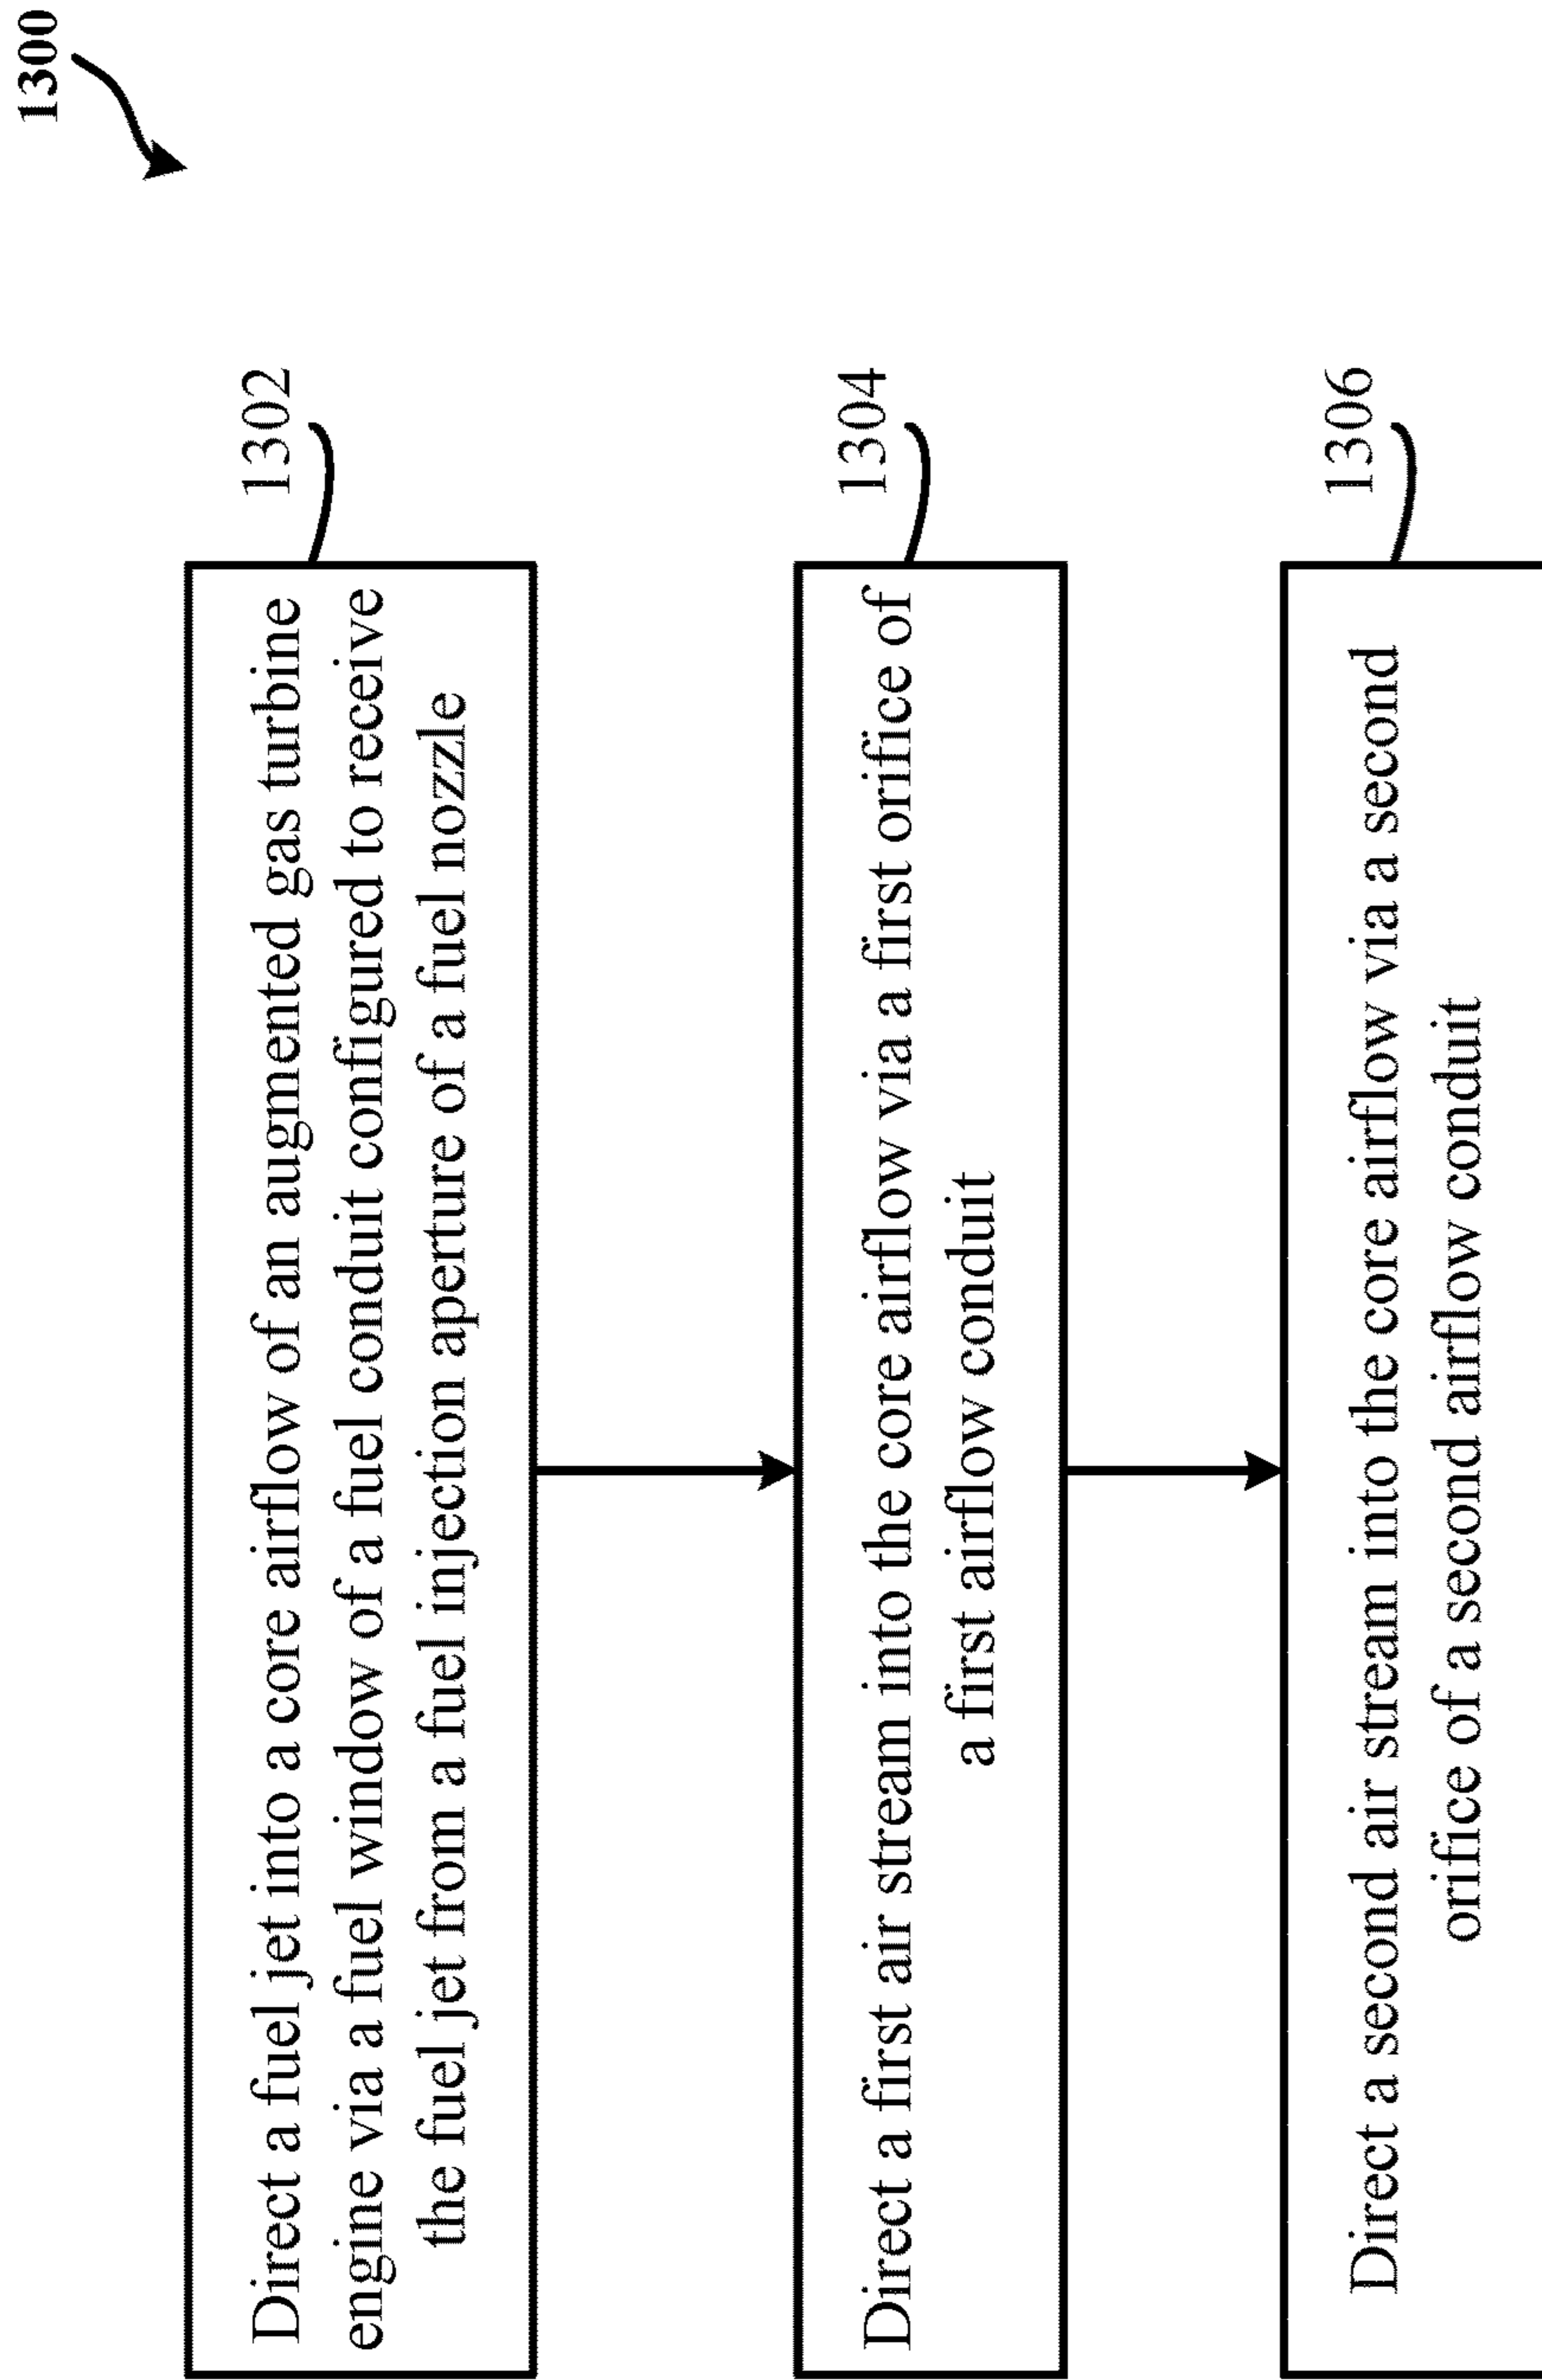 1300
1302
Direct a fuel jet into a core airflow of an augmented gas turbine
engine via a fuel window of a fuel conduit configured to receive
the fuel jet from a fuel injection aperture of a fuel nozzle
1304
Direct a first air stream into the core airflow via a first orifice of
a first airflow conduit
1306
Direct a second air stream into the core airflow via a second
orifice of a second airflow conduit